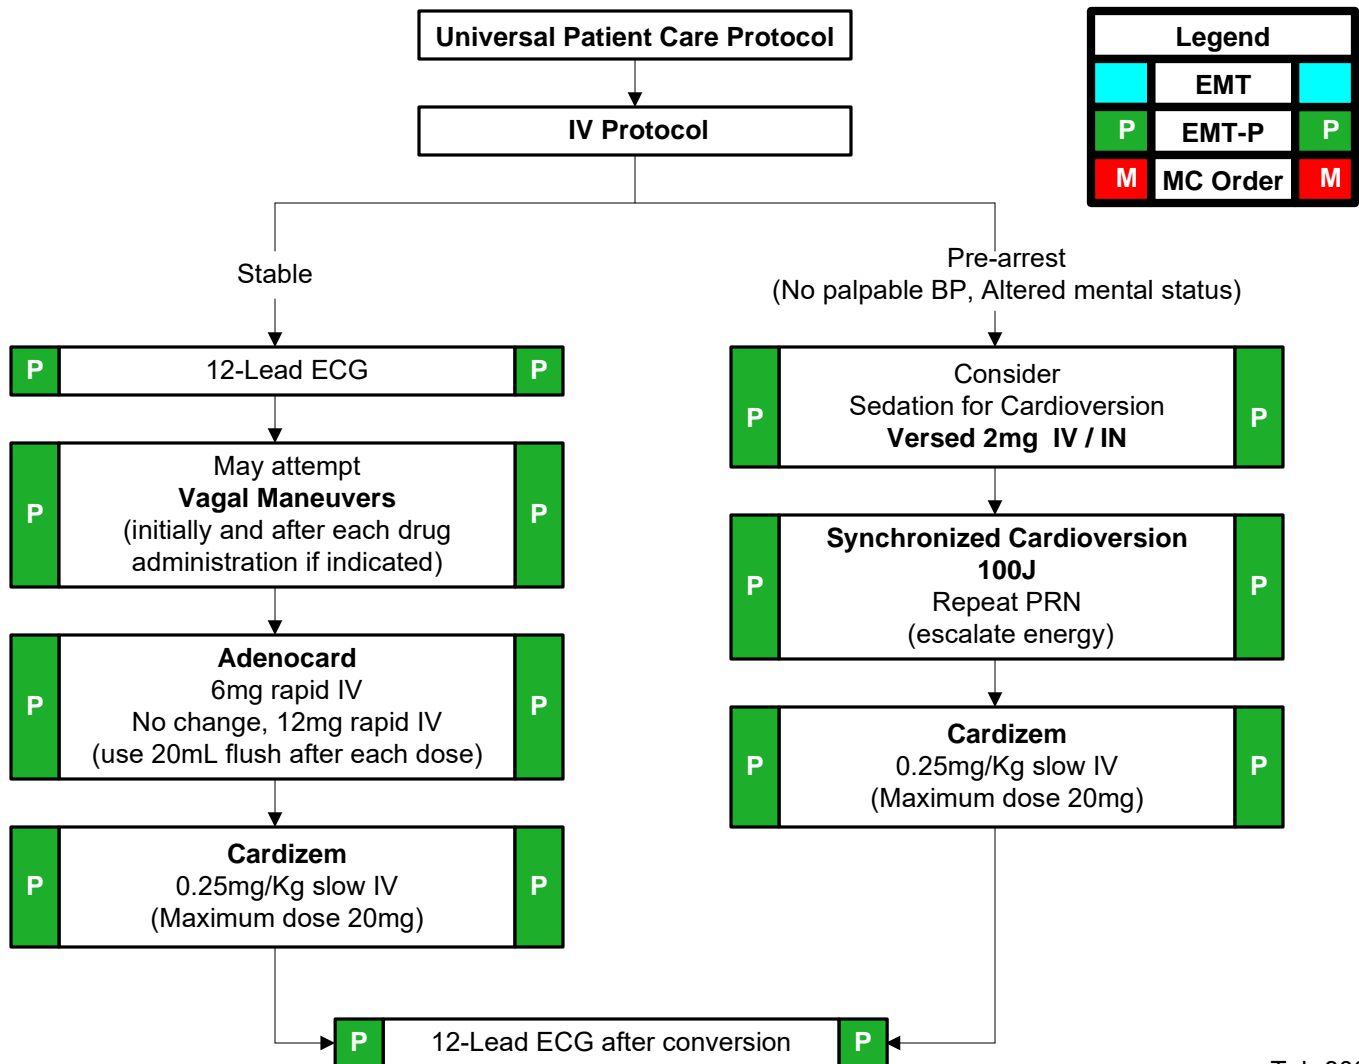 Universal Patient Care Protocol
IV Protocol
Legend
EMT
P EMT-P P
M MC Order M
Stable
Pre-arrest
(No palpable BP, Altered mental status)
P 12-Lead ECG P
May attempt
Vagal Maneuvers
P P
(initially and after each drug
administration if indicated)
Adenocard
6mg rapid IV
P P
No change, 12mg rapid IV
(use 20mL flush after each dose)
Cardizem
P 0.25mg/Kg slow IV P
(Maximum dose 20mg)
Consider
P Sedation for Cardioversion P
Versed 2mg IV / IN
Synchronized Cardioversion
100J
P P
Repeat PRN
(escalate energy)
Cardizem
P 0.25mg/Kg slow IV P
(Maximum dose 20mg)
P 12-Lead ECG after conversion P